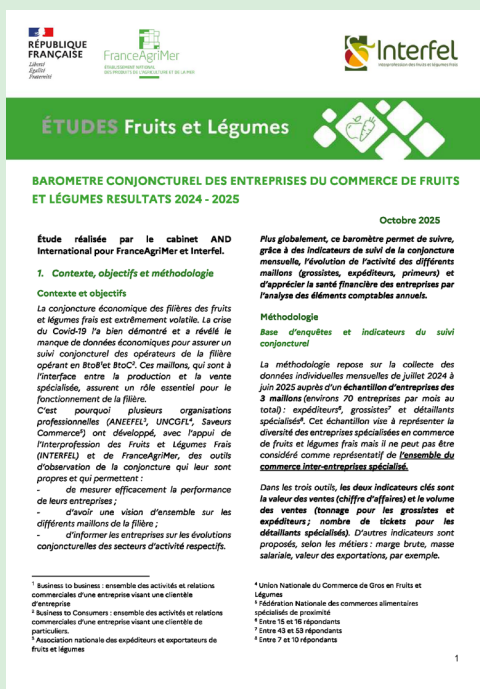 RÉPUBLIQUE
FRANÇAISE
Liberté
Égalité
Fraternité
FranceAgriMer
ÉTABLISSEMENT NATIONAL
DES PRODUITS DE L'AGRICULTURE ET DE LA MER
Interfel
Interprofession des fruits et légumes frais
ÉTUDES Fruits et Légumes
BAROMETRE CONJONCTUREL DES ENTREPRISES DU COMMERCE DE FRUITS
ET LÉGUMES RESULTATS 2024 - 2025
Octobre 2025
Étude réalisée par le cabinet AND
International pour FranceAgriMer et Interfel.
1. Contexte, objectifs et méthodologie
Contexte et objectifs
La conjoncture économique des filières des fruits
et légumes frais est extrêmement volatile. La crise
du Covid-19 l'a bien démontré et a révélé le
manque de données économiques pour assurer un
suivi conjoncturel des opérateurs de la filière
opérant en BtoB¹et BtoC². Ces maillons, qui sont à
l'interface entre la production et la vente
spécialisée, assurent un rôle essentiel pour le
fonctionnement de la filière.
C'est pourquoi plusieurs organisations
professionnelles (ANEEFEL³, UNCGFL⁴, Saveurs
Commerce⁵) ont développé, avec l'appui de
l'Interprofession des Fruits et Légumes Frais
(INTERFEL) et de FranceAgriMer, des outils
d'observation de la conjoncture qui leur sont
propres et qui permettent :
- de mesurer efficacement la performance
de leurs entreprises ;
- d'avoir une vision d'ensemble sur les
différents maillons de la filière ;
- d'informer les entreprises sur les évolutions
conjoncturelles des secteurs d'activité respectifs.
Plus globalement, ce baromètre permet de suivre,
grâce à des indicateurs de suivi de la conjoncture
mensuelle, l'évolution de l'activité des différents
maillons (grossistes, expéditeurs, primeurs) et
d'apprécier la santé financière des entreprises par
l'analyse des éléments comptables annuels.
Méthodologie
Base d'enquêtes et indicateurs du suivi
conjoncturel
La méthodologie repose sur la collecte des
données individuelles mensuelles de juillet 2024 à
juin 2025 auprès d'un échantillon d'entreprises des
3 maillons (environ 70 entreprises par mois au
total) : expéditeurs⁶, grossistes⁷ et détaillants
spécialisés⁸. Cet échantillon vise à représenter la
diversité des entreprises spécialisées en commerce
de fruits et légumes frais mais il ne peut pas être
considéré comme représentatif de l'ensemble du
commerce inter-entreprises spécialisé.
Dans les trois outils, les deux indicateurs clés sont
la valeur des ventes (chiffre d'affaires) et le volume
des ventes (tonnage pour les grossistes et
expéditeurs ; nombre de tickets pour les
détaillants spécialisés). D'autres indicateurs sont
proposés, selon les métiers : marge brute, masse
salariale, valeur des exportations, par exemple.
¹ Business to business : ensemble des activités et relations
commerciales d'une entreprise visant une clientèle
d'entreprise
² Business to Consumers : ensemble des activités et relations
commerciales d'une entreprise visant une clientèle de
particuliers.
³ Association nationale des expéditeurs et exportateurs de
fruits et légumes
⁴ Union Nationale du Commerce de Gros en Fruits et
Légumes
⁵ Fédération Nationale des commerces alimentaires
spécialisés de proximité
⁶ Entre 15 et 16 répondants
⁷ Entre 43 et 53 répondants
⁸ Entre 7 et 10 répondants
1